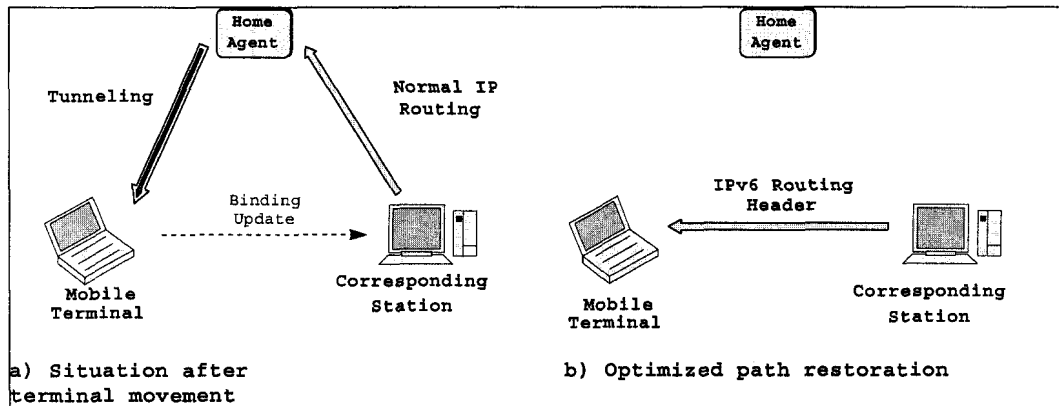 Home
Agent
Tunneling
Normal IP
Routing
Binding
Update
Mobile
Terminal
Corresponding
Station
a) Situation after
terminal movement
Home
Agent
IPv6 Routing
Header
Mobile
Terminal
Corresponding
Station
b) Optimized path restoration